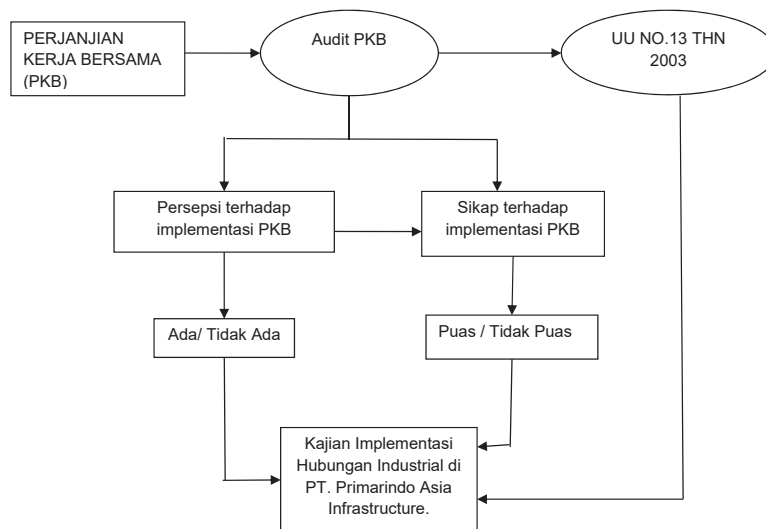 PERJANJIAN
KERJA BERSAMA
(PKB)
Audit PKB
UU NO.13 THN
2003
Persepsi terhadap
implementasi PKB
Sikap terhadap
implementasi PKB
Ada/ Tidak Ada
Puas / Tidak Puas
Kajian Implementasi
Hubungan Industrial di
PT. Primarindo Asia
Infrastructure.